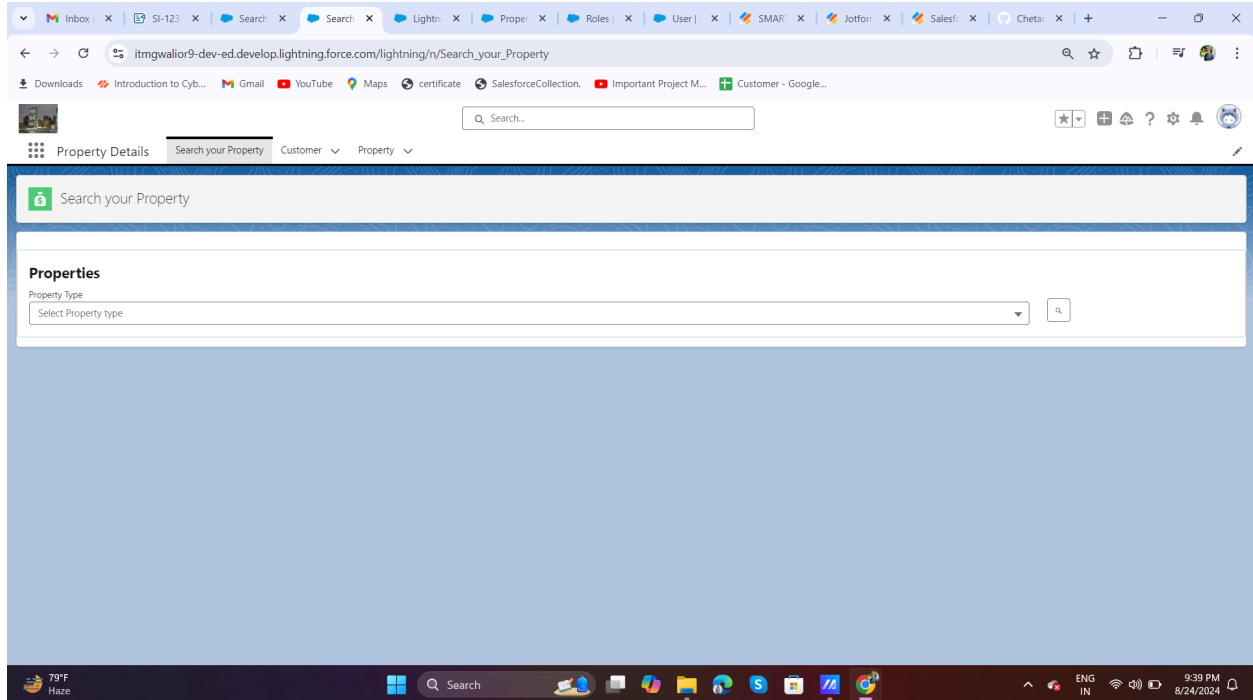 Inbox
SI-123
Search
Search
Lightni
Proper
Roles |
User |
SMAR
Jotform
Salesfo
Chetan
itmgwalior9-dev-ed.develop.lightning.force.com/lightning/n/Search_your_Property
Downloads Introduction to Cyb... Gmail YouTube Maps certificate SalesforceCollection. Important Project M... Customer - Google...
Search...
Property Details Search your Property Customer Property
Search your Property
Properties
Property Type
Select Property type
79°F
Haze
Search
ENG
IN
9:39 PM
8/24/2024